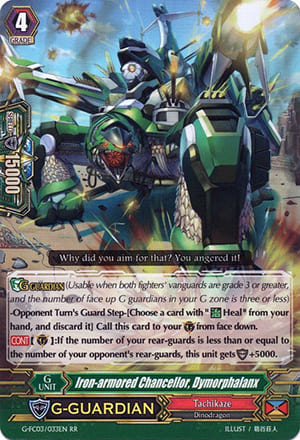 4
GRADE
15000
Why did you aim for that? You angered it!
G GUARDIAN (Usable when both fighters' vanguards are grade 3 or greater,
and the number of face up G guardians in your G zone is three or less)
-Opponent Turn's Guard Step-[Choose a card with " Heal" from your
hand, and discard it] Call this card to your from face down.
CONT [ ]:If the number of your rear-guards is less than or equal to
the number of your opponent's rear-guards, this unit gets +5000.
G
UNIT
Iron-armored Chancellor, Dymorphalanx
G-GUARDIAN
Tachikaze
Dinodragon
G-FC03/033EN RR
ILLUST / 鶴谷荘人